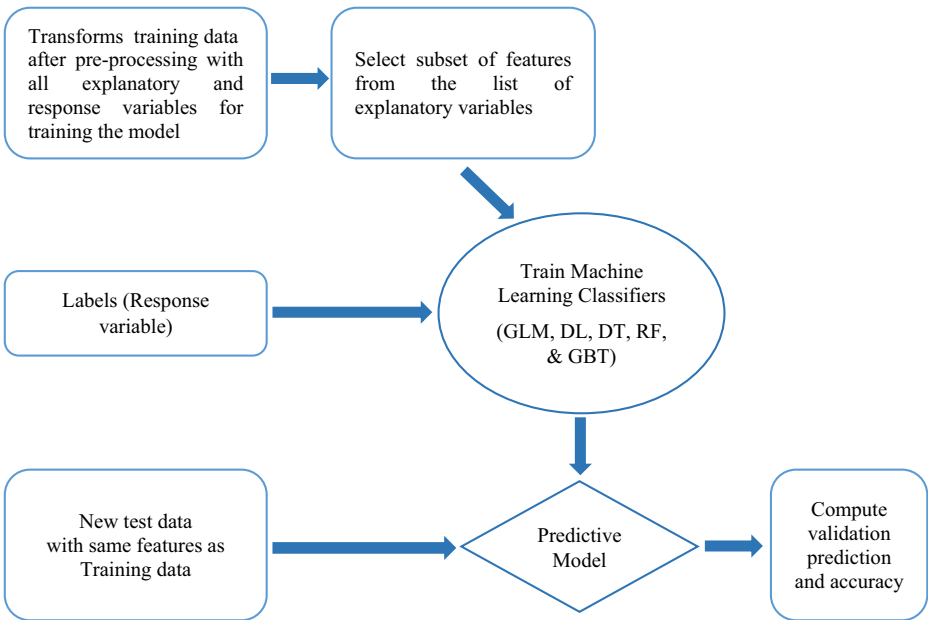 Transforms training data
after pre-processing with
all explanatory and
response variables for
training the model
Select subset of features
from the list of
explanatory variables
Train Machine
Learning Classifiers
(GLM, DL, DT, RF,
& GBT)
Labels (Response
variable)
New test data
with same features as
Training data
Predictive
Model
Compute
validation
prediction
and accuracy